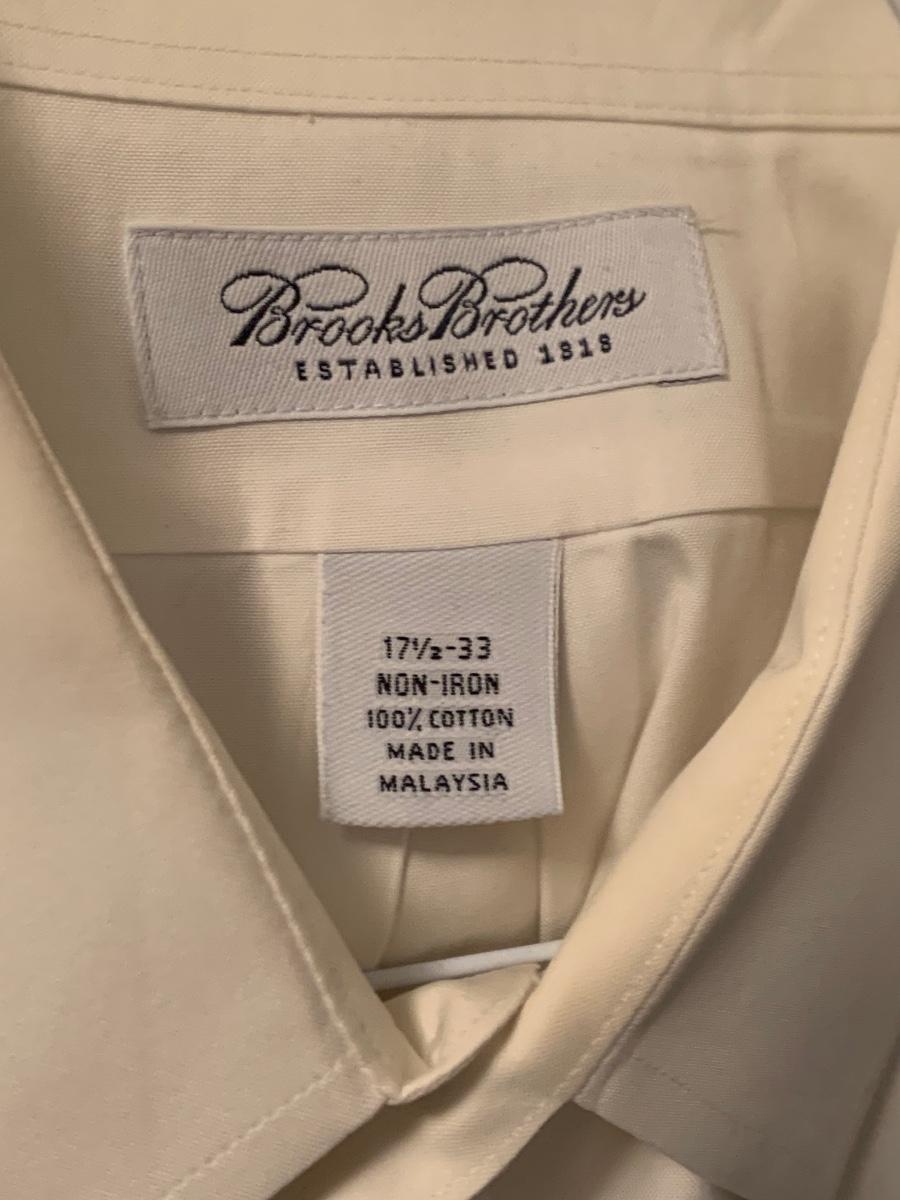 Brooks Brothers
ESTABLISHED 1818
17½-33
NON-IRON
100% COTTON
MADE IN
MALAYSIA